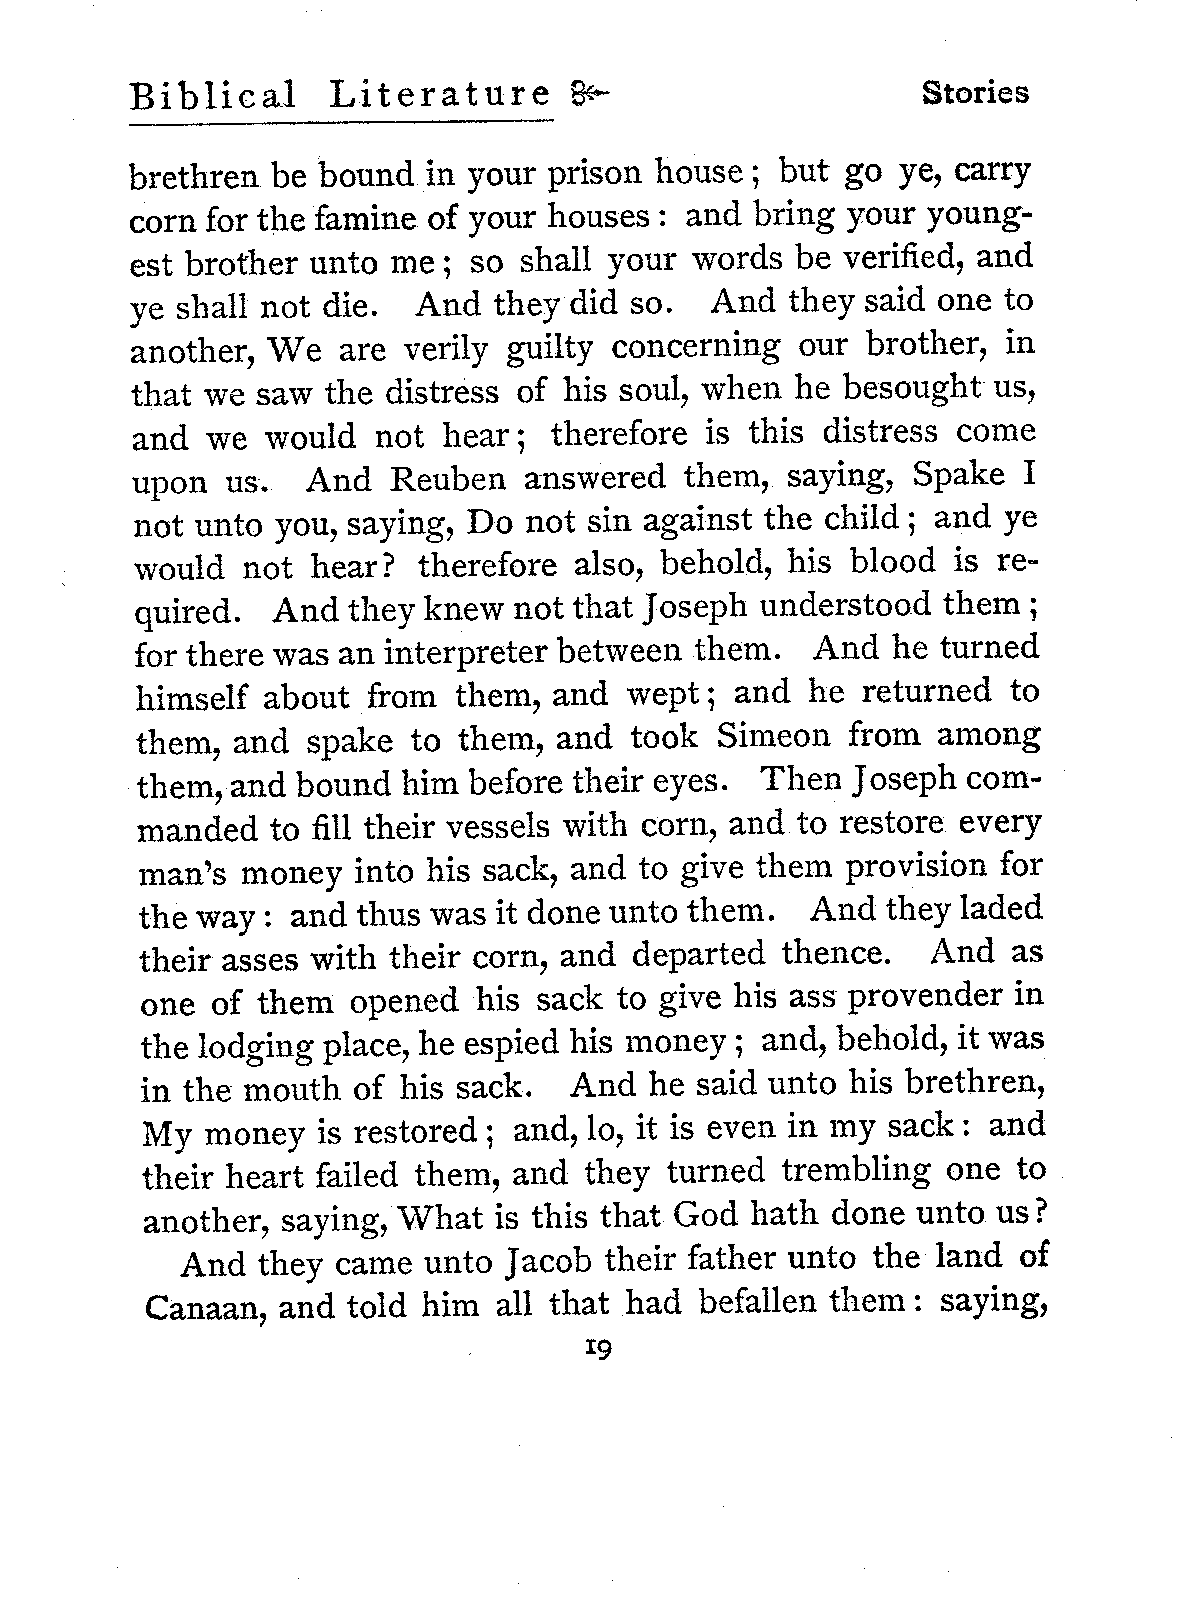 Biblical Literature Stories
brethren be bound in your prison house; but go ye, carry
corn for the famine of your houses: and bring your young-
est brother unto me; so shall your words be verified, and
ye shall not die. And they did so. And they said one to
another, We are verily guilty concerning our brother, in
that we saw the distress of his soul, when he besought us,
and we would not hear; therefore is this distress come
upon us. And Reuben answered them, saying, Spake I
not unto you, saying, Do not sin against the child; and ye
would not hear? therefore also, behold, his blood is re-
quired. And they knew not that Joseph understood them;
for there was an interpreter between them. And he turned
himself about from them, and wept; and he returned to
them, and spake to them, and took Simeon from among
them, and bound him before their eyes. Then Joseph com-
manded to fill their vessels with corn, and to restore every
man's money into his sack, and to give them provision for
the way: and thus was it done unto them. And they laded
their asses with their corn, and departed thence. And as
one of them opened his sack to give his ass provender in
the lodging place, he espied his money; and, behold, it was
in the mouth of his sack. And he said unto his brethren,
My money is restored; and, lo, it is even in my sack: and
their heart failed them, and they turned trembling one to
another, saying, What is this that God hath done unto us?
And they came unto Jacob their father unto the land of
Canaan, and told him all that had befallen them: saying,
19